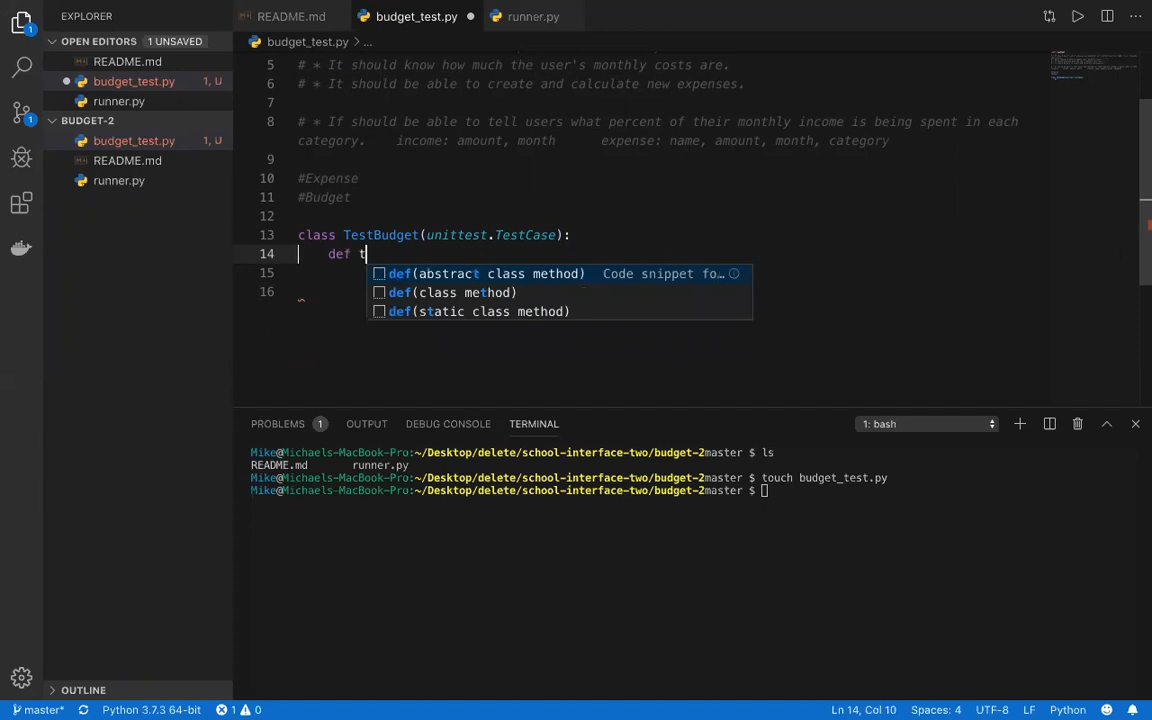 EXPLORER
README.md
budget_test.py
runner.py
OPEN EDITORS 1 UNSAVED
README.md
budget_test.py 1, U
runner.py
BUDGET-2
budget_test.py 1, U
README.md
runner.py
budget_test.py > ...
5 # * It should know how much the user's monthly costs are.
6 # * It should be able to create and calculate new expenses.
7
8 # * If should be able to tell users what percent of their monthly income is being spent in each
category. income: amount, month expense: name, amount, month, category
9
10 #Expense
11 #Budget
12
13 class TestBudget(unittest.TestCase):
14 def t
15
16
def(abstract class method) Code snippet fo...
def(class method)
def(static class method)
PROBLEMS 1 OUTPUT DEBUG CONSOLE TERMINAL
1: bash
Mike@Michaels-MacBook-Pro:~/Desktop/delete/school-interface-two/budget-2master $ ls
README.md runner.py
Mike@Michaels-MacBook-Pro:~/Desktop/delete/school-interface-two/budget-2master $ touch budget_test.py
Mike@Michaels-MacBook-Pro:~/Desktop/delete/school-interface-two/budget-2master $
OUTLINE
master* Python 3.7.3 64-bit 1 0
Ln 14, Col 10 Spaces: 4 UTF-8 LF Python